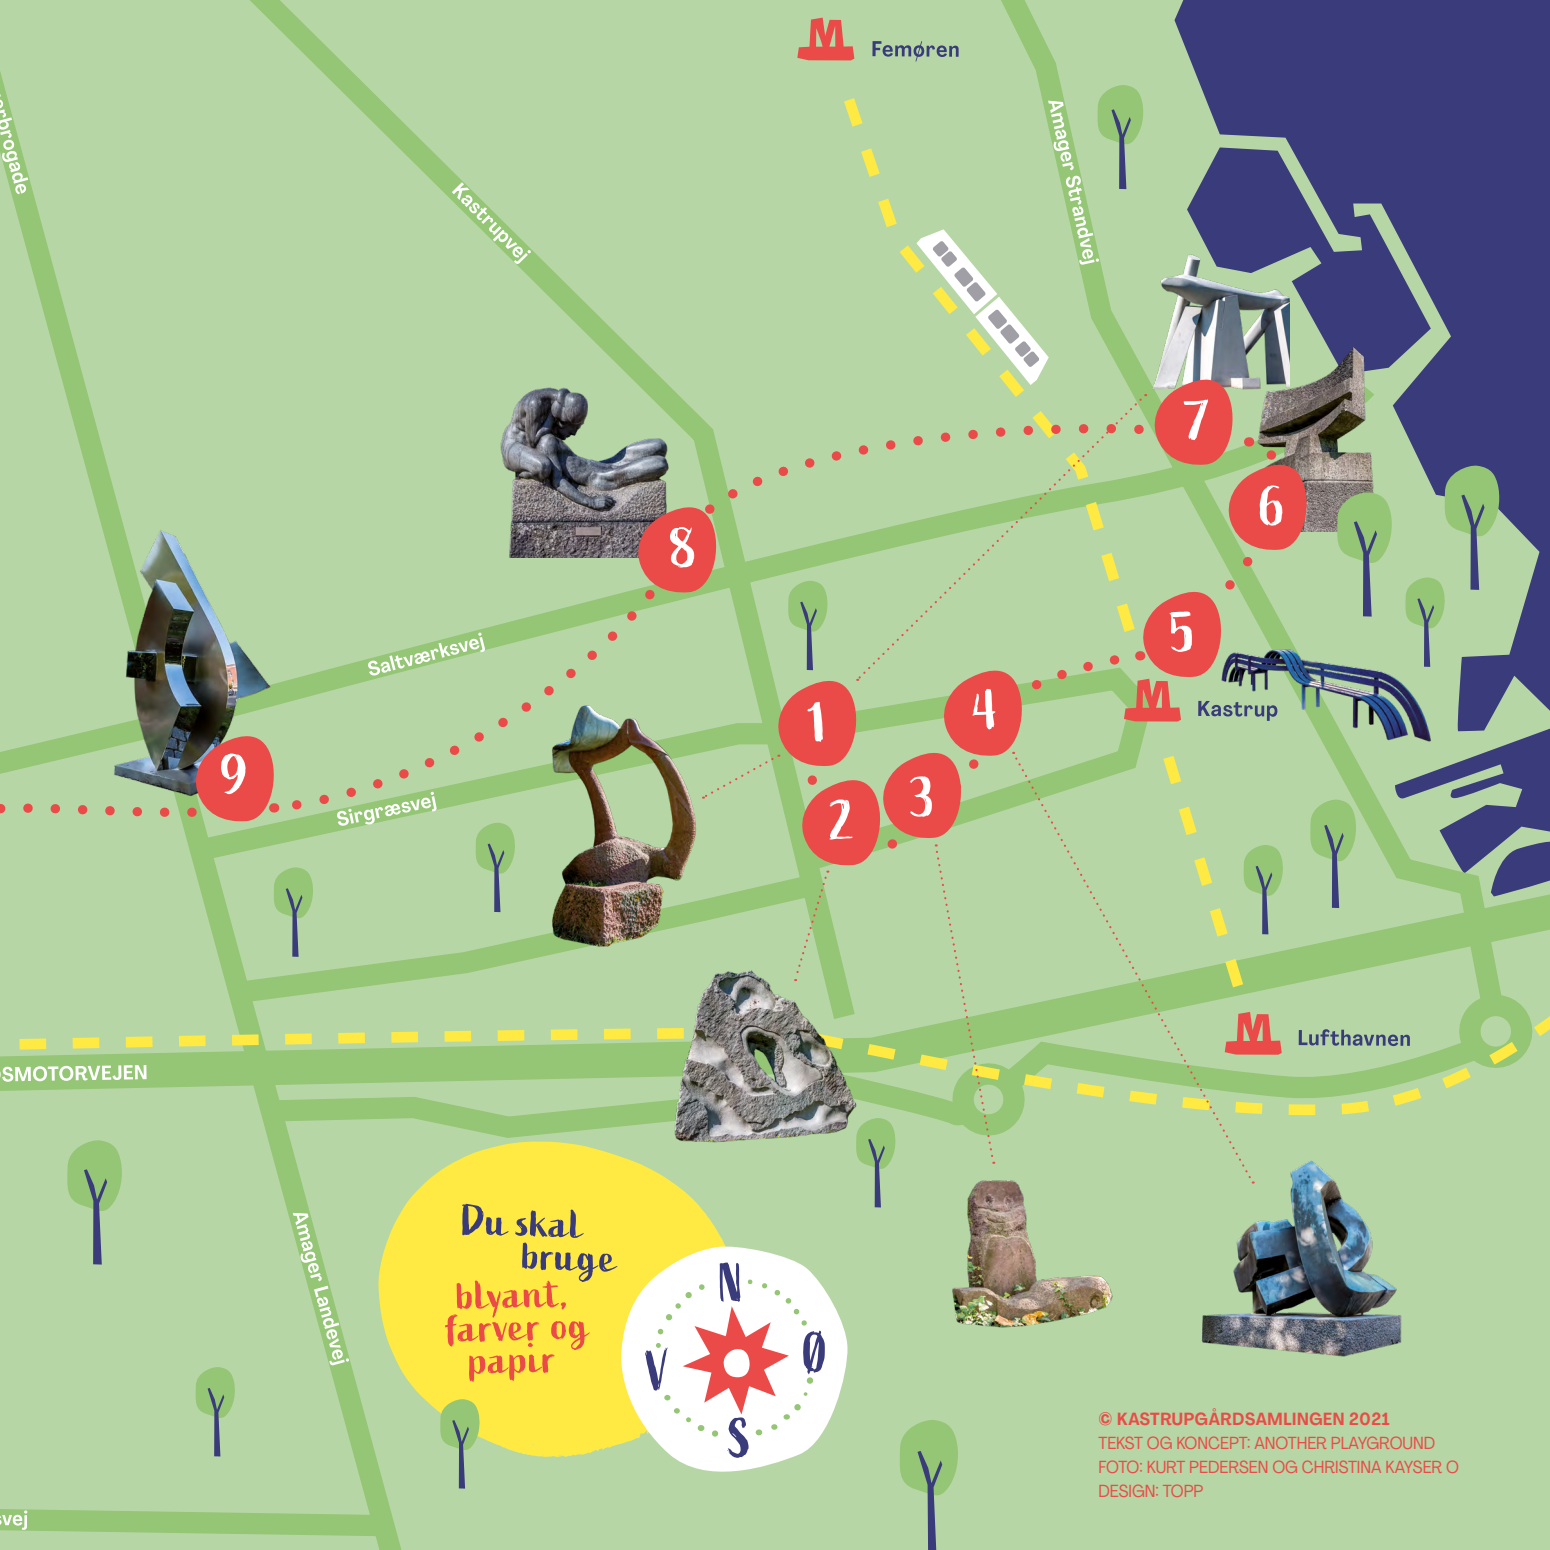 M
Femøren
Amager Strandvej
Kastrupvej
7
6
8
5
Saltværksvej
M
Kastrup
4
1
9
3
2
Sirgræsvej
M
Lufthavnen
Du skal
bruge
blyant,
farver og
papir
Amager Landevej
N
V
Ø
S
© KASTRUPGÅRDSAMLINGEN 2021
TEKST OG KONCEPT: ANOTHER PLAYGROUND
FOTO: KURT PEDERSEN OG CHRISTINA KAYSER O
DESIGN: TOPP